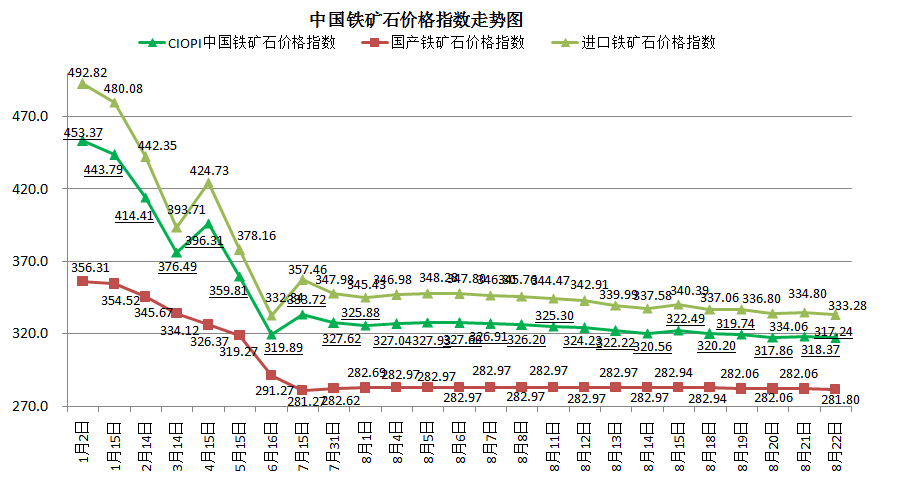 中国铁矿石价格指数走势图
CIOPI中国铁矿石价格指数 国产铁矿石价格指数 进口铁矿石价格指数
470.0
420.0
370.0
320.0
270.0
492.82 480.08 442.35 393.71 424.73 378.16 332.84 357.46 347.98 345.43 346.98 348.28 347.80 346.30 345.76 344.47 342.91 339.99 337.58 340.39 337.06 336.80 334.06 334.80 333.28
453.37 443.79 414.41 376.49 396.31 359.81 319.89 333.72 327.62 325.88 327.04 327.93 326.91 326.20 325.30 324.23 322.22 320.56 322.49 320.20 319.74 317.86 318.37 317.24
356.31 354.52 345.67 334.12 326.37 319.27 291.27 281.27 282.62 282.69 282.97 282.97 282.97 282.97 282.97 282.97 282.97 282.97 282.97 282.94 282.94 282.06 282.06 282.06 281.80
1月2日 1月15日 2月14日 3月14日 4月15日 5月15日 6月16日 7月15日 7月31日 8月1日 8月4日 8月5日 8月6日 8月7日 8月8日 8月11日 8月12日 8月13日 8月14日 8月15日 8月18日 8月19日 8月20日 8月21日 8月22日